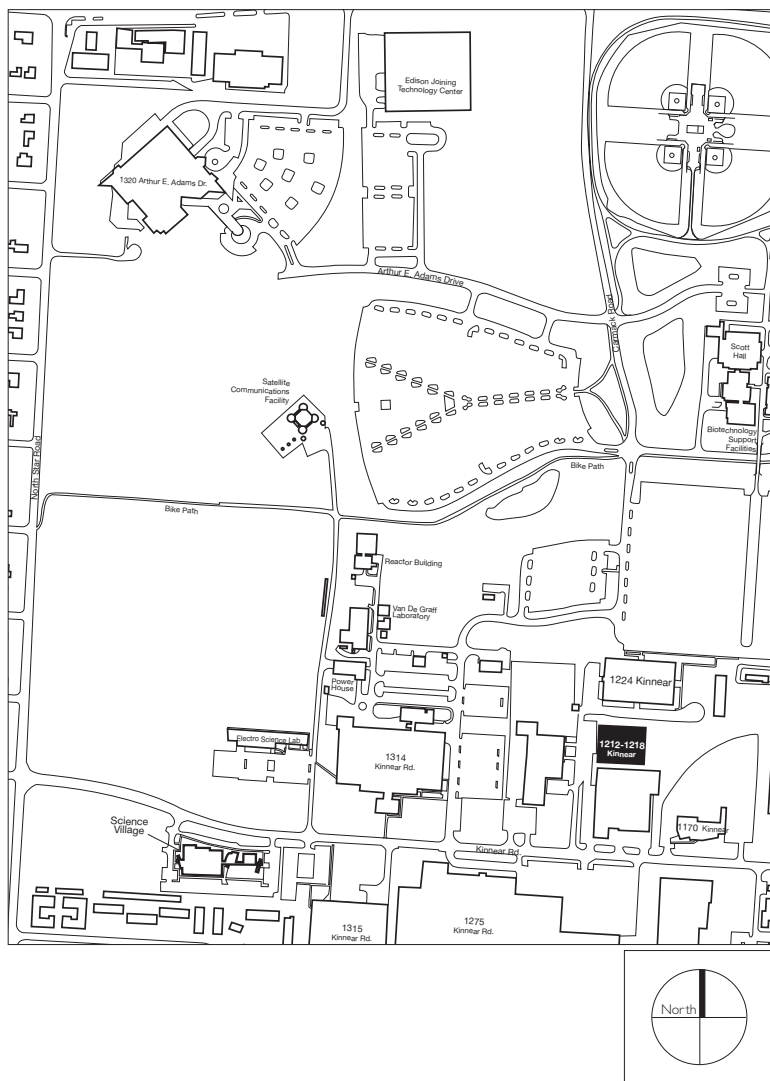 Edison Joining
Technology Center
1320 Arthur E. Adams Dr.
Arthur E. Adams Drive
Carmack Road
Scott
Hall
Satellite
Communications
Facility
Biotechnology
Support
Facilities
North Star Road
Bike Path
Bike Path
Reactor Building
Van De Graff
Laboratory
Power
House
1224 Kinnear
1212-1218
Kinnear
Electro Science Lab
1314
Kinnear Rd.
Science
Village
1170 Kinnear
Kinnear Rd.
1315
Kinnear Rd.
1275
Kinnear Rd.
North